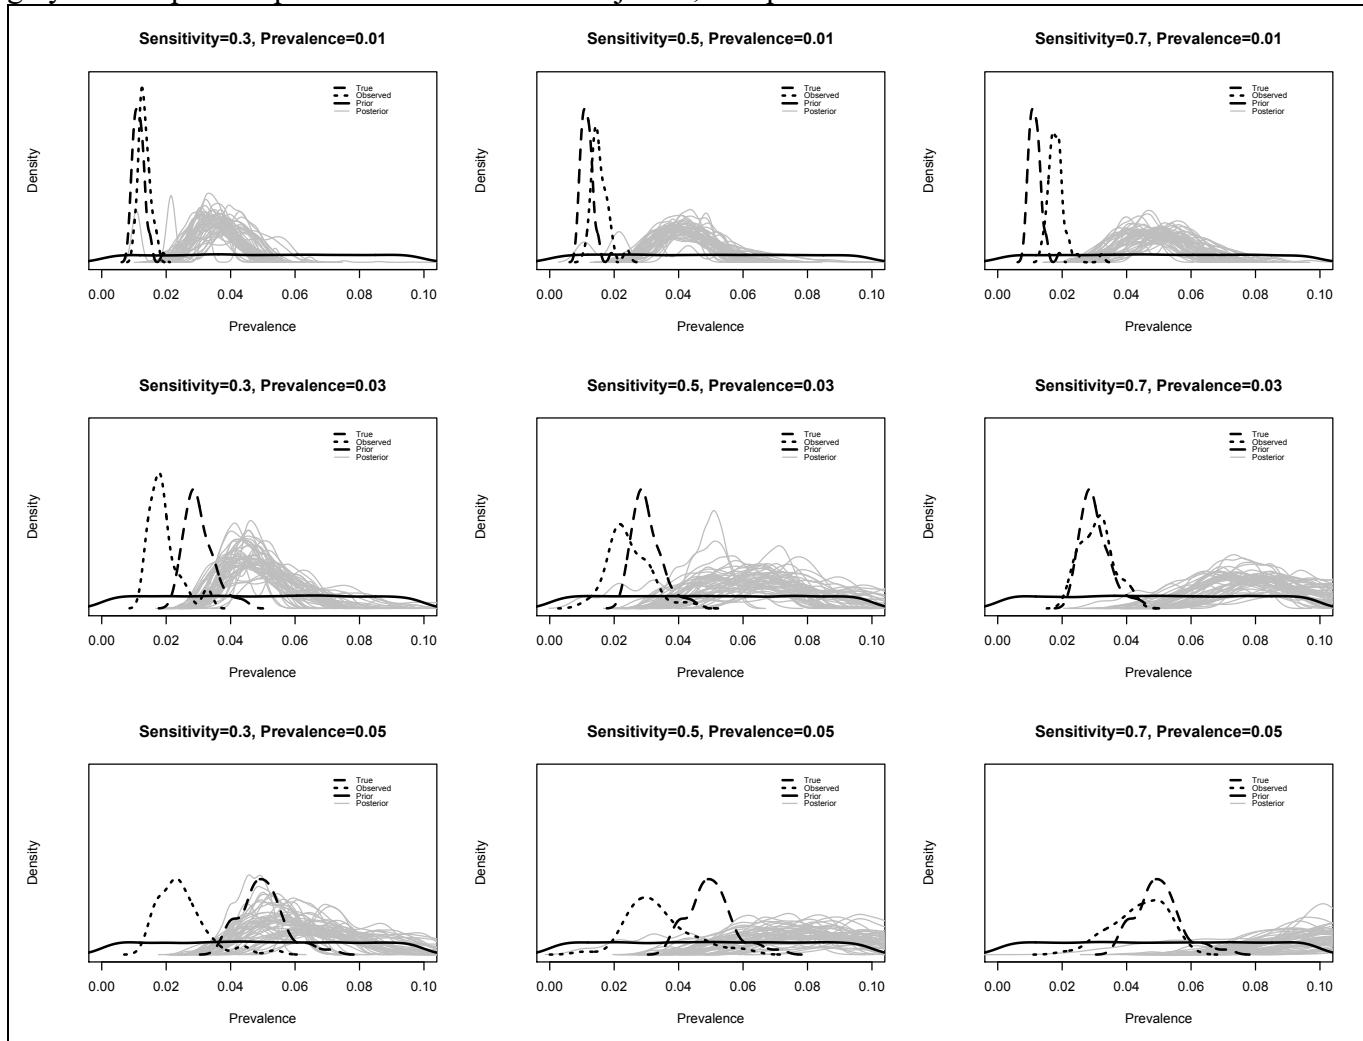 Sensitivity=0.3, Prevalence=0.01
Density
True
Observed
Prior
Posterior
0.00 0.02 0.04 0.06 0.08 0.10
Prevalence
Sensitivity=0.5, Prevalence=0.01
Density
True
Observed
Prior
Posterior
0.00 0.02 0.04 0.06 0.08 0.10
Prevalence
Sensitivity=0.7, Prevalence=0.01
Density
True
Observed
Prior
Posterior
0.00 0.02 0.04 0.06 0.08 0.10
Prevalence
Sensitivity=0.3, Prevalence=0.03
Density
True
Observed
Prior
Posterior
0.00 0.02 0.04 0.06 0.08 0.10
Prevalence
Sensitivity=0.5, Prevalence=0.03
Density
True
Observed
Prior
Posterior
0.00 0.02 0.04 0.06 0.08 0.10
Prevalence
Sensitivity=0.7, Prevalence=0.03
Density
True
Observed
Prior
Posterior
0.00 0.02 0.04 0.06 0.08 0.10
Prevalence
Sensitivity=0.3, Prevalence=0.05
Density
True
Observed
Prior
Posterior
0.00 0.02 0.04 0.06 0.08 0.10
Prevalence
Sensitivity=0.5, Prevalence=0.05
Density
True
Observed
Prior
Posterior
0.00 0.02 0.04 0.06 0.08 0.10
Prevalence
Sensitivity=0.7, Prevalence=0.05
Density
True
Observed
Prior
Posterior
0.00 0.02 0.04 0.06 0.08 0.10
Prevalence